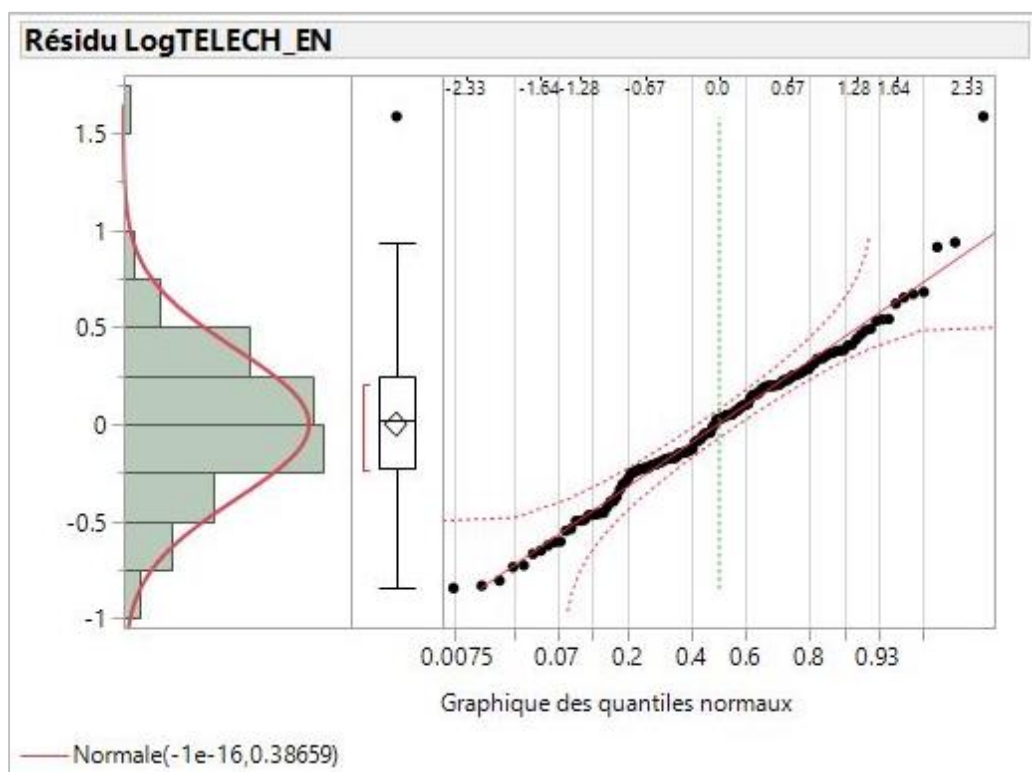 Résidu LogTELECH_EN
-2.33 -1.64 -1.28 -0.67 0.0 0.67 1.28 1.64 2.33
1.5
1
0.5
0
-0.5
-1
0.0075 0.07 0.2 0.4 0.6 0.8 0.93
Graphique des quantiles normaux
Normale(-1e-16,0.38659)